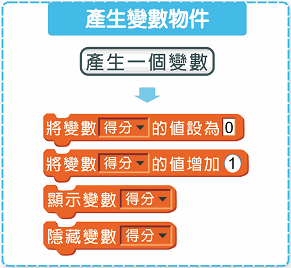 產生變數物件
產生一個變數
將變數 得分 的值設為 0
將變數 得分 的值增加 1
顯示變數 得分
隱藏變數 得分